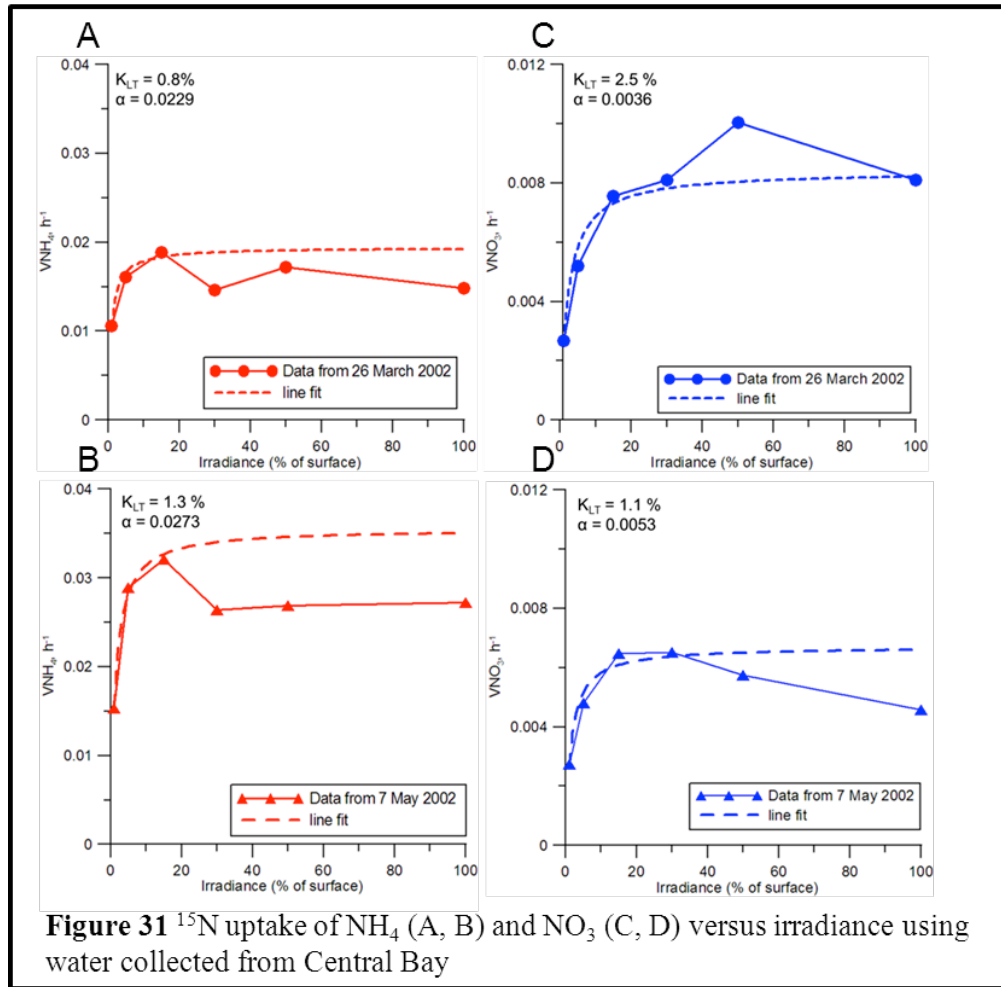 A
K_LT = 0.8%
α = 0.0229
0.04
0.03
0.02
0.01
0
VNH₄, h⁻¹
Data from 26 March 2002
line fit
0 20 40 60 80 100
Irradiance (% of surface)
C
K_LT = 2.5 %
α = 0.0036
0.012
0.008
0.004
0
VNO₃, h⁻¹
Data from 26 March 2002
line fit
0 20 40 60 80 100
Irradiance (% of surface)
B
K_LT = 1.3 %
α = 0.0273
0.04
0.03
0.02
0.01
0
VNH₄, h⁻¹
Data from 7 May 2002
line fit
0 20 40 60 80 100
Irradiance (% of surface)
D
K_LT = 1.1 %
α = 0.0053
0.012
0.008
0.004
0
VNO₃, h⁻¹
Data from 7 May 2002
line fit
0 20 40 60 80 100
Irradiance (% of surface)
Figure 31 ¹⁵N uptake of NH₄ (A, B) and NO₃ (C, D) versus irradiance using
water collected from Central Bay